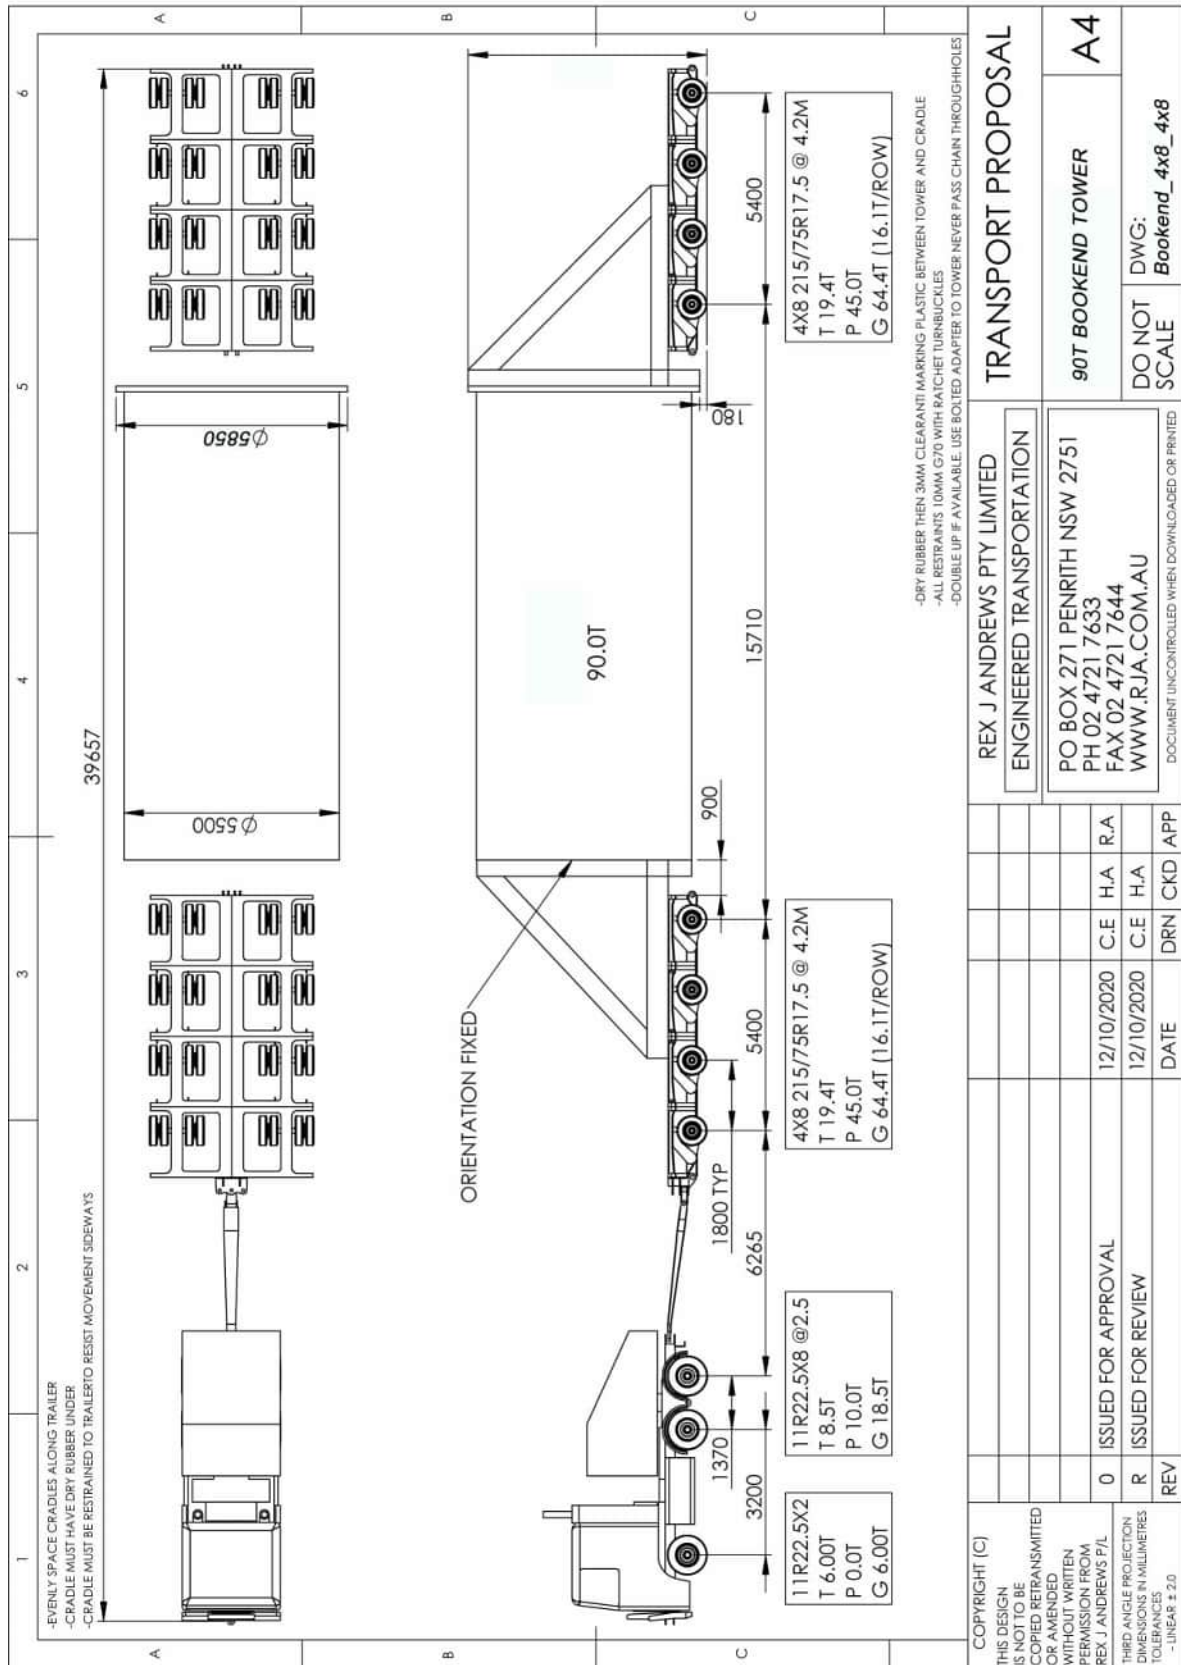 1
2
3
4
5
6
A
B
C
A
B
C
-EVENLY SPACE CRADLES ALONG TRAILER
-CRADLE MUST HAVE DRY RUBBER UNDER
-CRADLE MUST BE RESTRAINED TO TRAILERTO RESIST MOVEMENT SIDEWAYS
39657
∅5500
∅5850
ORIENTATION FIXED
90.0T
900
180
1800 TYP
1370
3200
6265
5400
15710
5400
11R22.5X2
T 6.00T
P 0.0T
G 6.00T
11R22.5X8 @2.5
T 8.5T
P 10.0T
G 18.5T
4X8 215/75R17.5 @ 4.2M
T 19.4T
P 45.0T
G 64.4T (16.1T/ROW)
4X8 215/75R17.5 @ 4.2M
T 19.4T
P 45.0T
G 64.4T (16.1T/ROW)
-DRY RUBBER THEN 3MM CLEARANTI MARKING PLASTIC BETWEEN TOWER AND CRADLE
-ALL RESTRAINTS 10MM G70 WITH RATCHET TURNBUCKLES
-DOUBLE UP IF AVAILABLE. USE BOLTED ADAPTER TO TOWER NEVER PASS CHAIN THROUGHHOLES
COPYRIGHT (C)
THIS DESIGN
IS NOT TO BE
COPIED RETRANSMITTED
OR AMENDED
WITHOUT WRITTEN
PERMISSION FROM
REX J ANDREWS P/L
THIRD ANGLE PROJECTION
DIMENSIONS IN MILLIMETRES
TOLERANCES
- LINEAR ± 2.0
0 ISSUED FOR APPROVAL 12/10/2020 C.E H.A R.A
R ISSUED FOR REVIEW 12/10/2020 C.E H.A
REV DATE DRN CKD APP
REX J ANDREWS PTY LIMITED
ENGINEERED TRANSPORTATION
PO BOX 271 PENRITH NSW 2751
PH 02 4721 7633
FAX 02 4721 7644
WWW.RJA.COM.AU
DOCUMENT UNCONTROLLED WHEN DOWNLOADED OR PRINTED
TRANSPORT PROPOSAL
90T BOOKEND TOWER
A4
DO NOT
SCALE
DWG:
Bookend_4x8_4x8